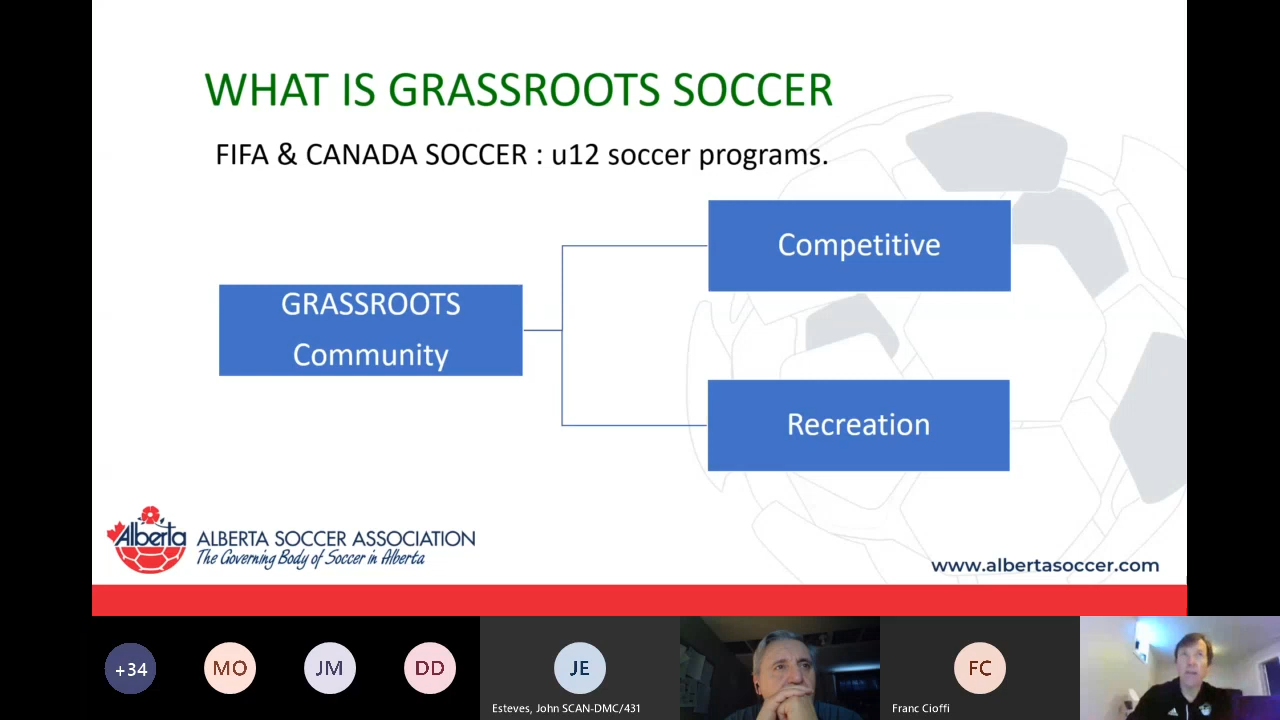 WHAT IS GRASSROOTS SOCCER
FIFA & CANADA SOCCER : u12 soccer programs.
Competitive
GRASSROOTS
Community
Recreation
Alberta
ALBERTA SOCCER ASSOCIATION
The Governing Body of Soccer in Alberta
www.albertasoccer.com
+34
MO
JM
DD
JE
FC
Esteves, John SCAN-DMC/431
Franc Cioffi